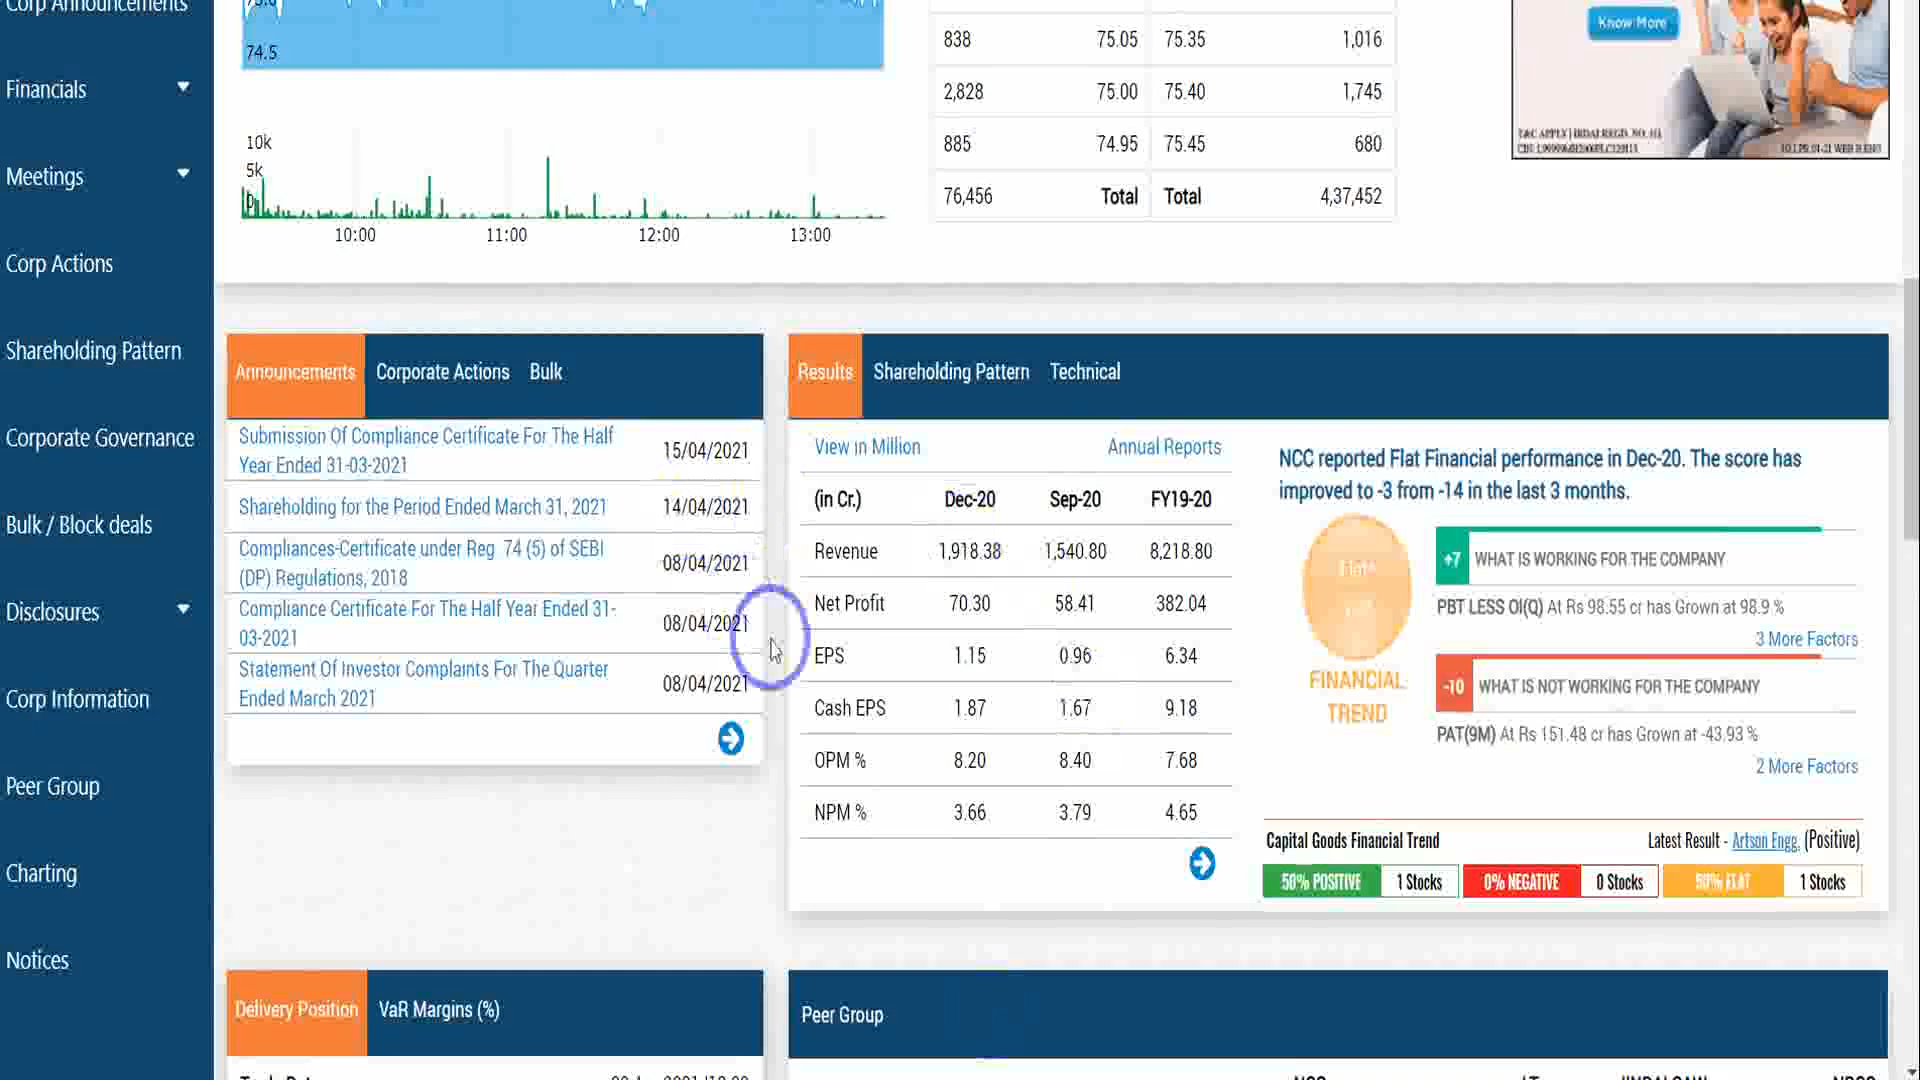 Corp Announcements
Financials
Meetings
Corp Actions
Shareholding Pattern
Corporate Governance
Bulk / Block deals
Disclosures
Corp Information
Peer Group
Charting
Notices
74.5
10k
5k
10:00 11:00 12:00 13:00
838 75.05 75.35 1,016
2,828 75.00 75.40 1,745
885 74.95 75.45 680
76,456 Total Total 4,37,452
Know More
Announcements Corporate Actions Bulk
Submission Of Compliance Certificate For The Half
Year Ended 31-03-2021
15/04/2021
Shareholding for the Period Ended March 31, 2021 14/04/2021
Compliances-Certificate under Reg 74 (5) of SEBI
(DP) Regulations, 2018
08/04/2021
Compliance Certificate For The Half Year Ended 31-
03-2021
08/04/2021
Statement Of Investor Complaints For The Quarter
Ended March 2021
08/04/2021
Results Shareholding Pattern Technical
View in Million Annual Reports
(in Cr.) Dec-20 Sep-20 FY19-20
Revenue 1,918.38 1,540.80 8,218.80
Net Profit 70.30 58.41 382.04
EPS 1.15 0.96 6.34
Cash EPS 1.87 1.67 9.18
OPM % 8.20 8.40 7.68
NPM % 3.66 3.79 4.65
NCC reported Flat Financial performance in Dec-20. The score has
improved to -3 from -14 in the last 3 months.
FINANCIAL
TREND
+7 WHAT IS WORKING FOR THE COMPANY
PBT LESS OI(Q) At Rs 98.55 cr has Grown at 98.9 %
3 More Factors
-10 WHAT IS NOT WORKING FOR THE COMPANY
PAT(9M) At Rs 151.48 cr has Grown at -43.93 %
2 More Factors
Capital Goods Financial Trend Latest Result - Artson Engg. (Positive)
50% POSITIVE 1 Stocks 0% NEGATIVE 0 Stocks 50% FLAT 1 Stocks
Delivery Position VaR Margins (%)
Peer Group